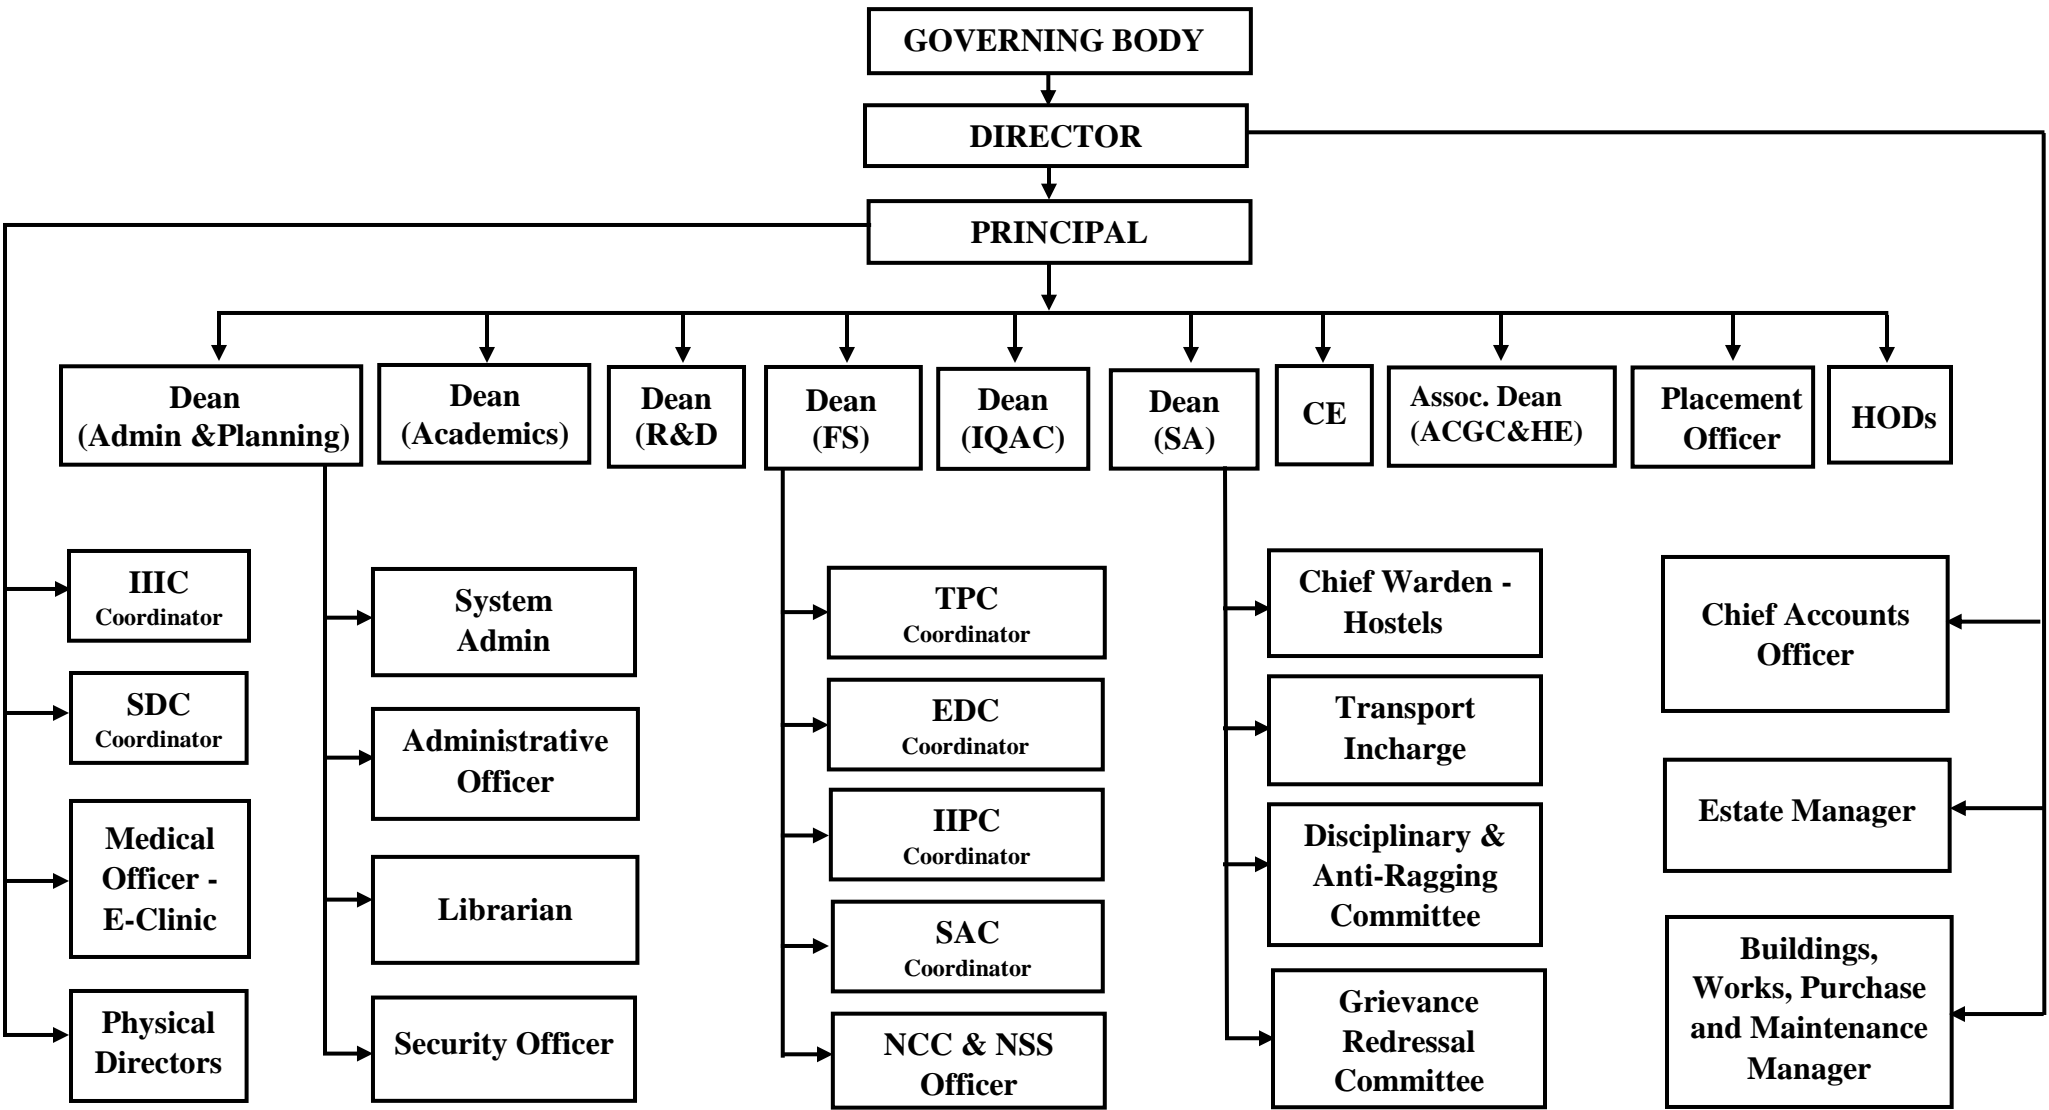 GOVERNING BODY
DIRECTOR
PRINCIPAL
Dean
(Admin &Planning)
Dean
(Academics)
Dean
(R&D
Dean
(FS)
Dean
(IQAC)
Dean
(SA)
CE
Assoc. Dean
(ACGC&HE)
Placement
Officer
HODs
IIIC
Coordinator
SDC
Coordinator
Medical
Officer -
E-Clinic
Physical
Directors
System
Admin
Administrative
Officer
Librarian
Security Officer
TPC
Coordinator
EDC
Coordinator
IIPC
Coordinator
SAC
Coordinator
NCC & NSS
Officer
Chief Warden -
Hostels
Transport
Incharge
Disciplinary &
Anti-Ragging
Committee
Grievance
Redressal
Committee
Chief Accounts
Officer
Estate Manager
Buildings,
Works, Purchase
and Maintenance
Manager